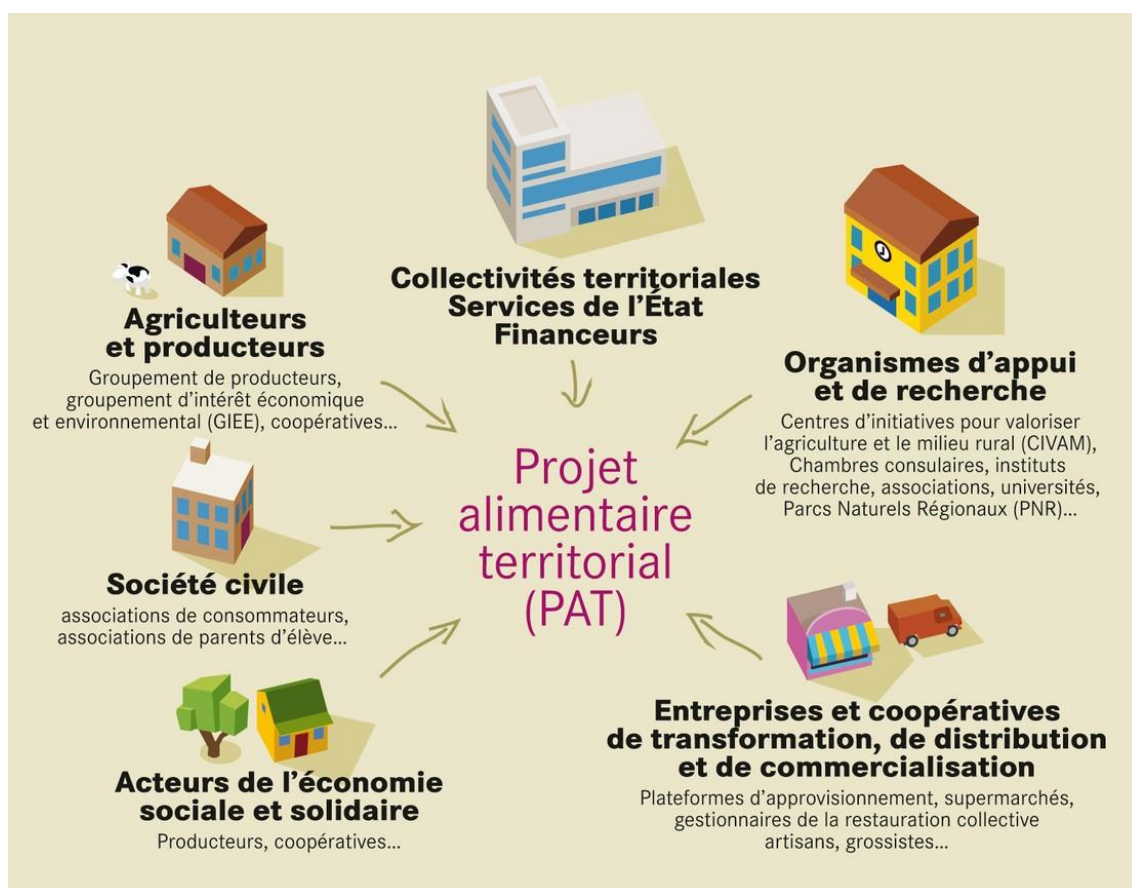 Collectivités territoriales
Services de l'État
Financeurs
Agriculteurs
et producteurs
Groupement de producteurs,
groupement d'intérêt économique
et environnemental (GIEE), coopératives...
Organismes d'appui
et de recherche
Centres d'initiatives pour valoriser
l'agriculture et le milieu rural (CIVAM),
Chambres consulaires, instituts
de recherche, associations, universités,
Parcs Naturels Régionaux (PNR)...
Projet
alimentaire
territorial
(PAT)
Société civile
associations de consommateurs,
associations de parents d'élève...
Acteurs de l'économie
sociale et solidaire
Producteurs, coopératives...
Entreprises et coopératives
de transformation, de distribution
et de commercialisation
Plateformes d'approvisionnement, supermarchés,
gestionnaires de la restauration collective
artisans, grossistes...